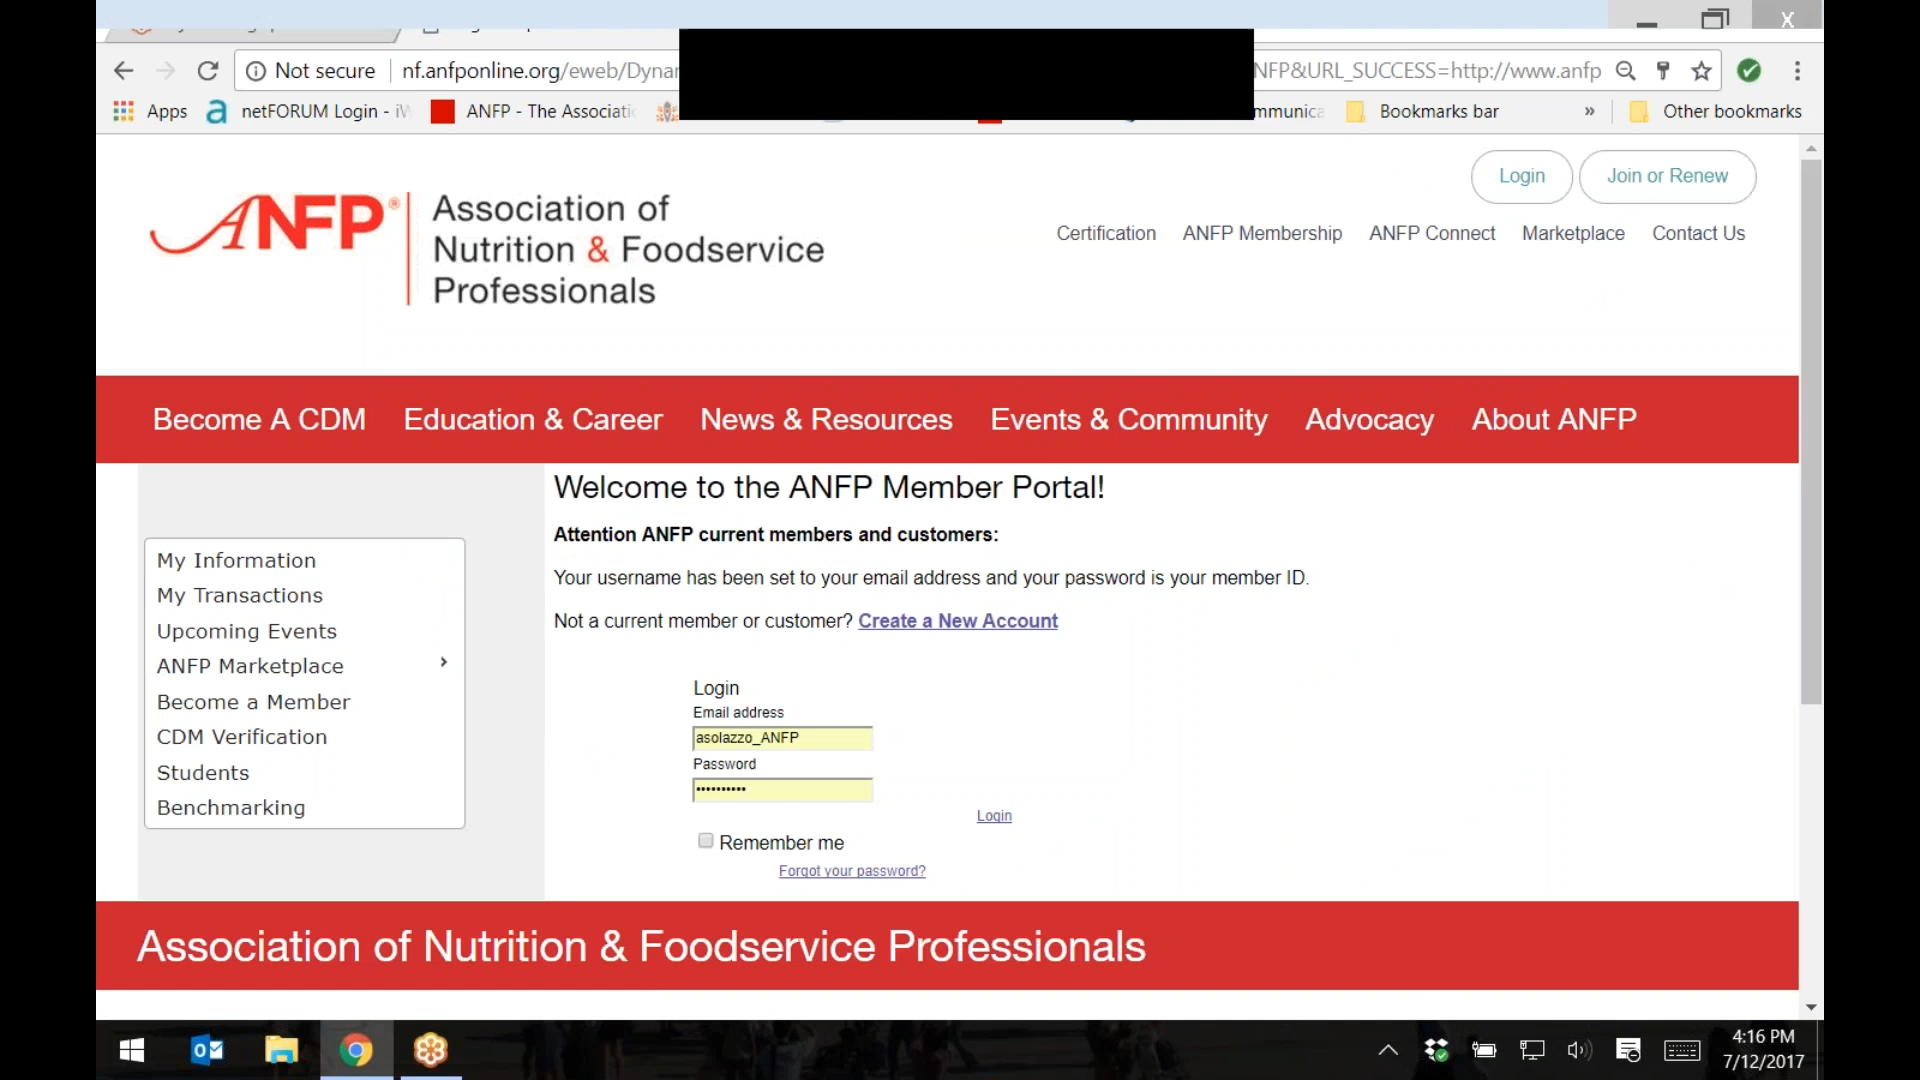 X
Not secure
nf.anfponline.org/eweb/Dynar
NFP&URL_SUCCESS=http://www.anfp
Apps
netFORUM Login - iW
ANFP - The Associatio
mmunica
Bookmarks bar
»
Other bookmarks
Login
Join or Renew
ANFP®
Association of
Nutrition & Foodservice
Professionals
Certification
ANFP Membership
ANFP Connect
Marketplace
Contact Us
Become A CDM
Education & Career
News & Resources
Events & Community
Advocacy
About ANFP
Welcome to the ANFP Member Portal!
Attention ANFP current members and customers:
Your username has been set to your email address and your password is your member ID.
Not a current member or customer? Create a New Account
My Information
My Transactions
Upcoming Events
ANFP Marketplace
Become a Member
CDM Verification
Students
Benchmarking
Login
Email address
asolazzo_ANFP
Password
••••••••••
Login
Remember me
Forgot your password?
Association of Nutrition & Foodservice Professionals
4:16 PM
7/12/2017